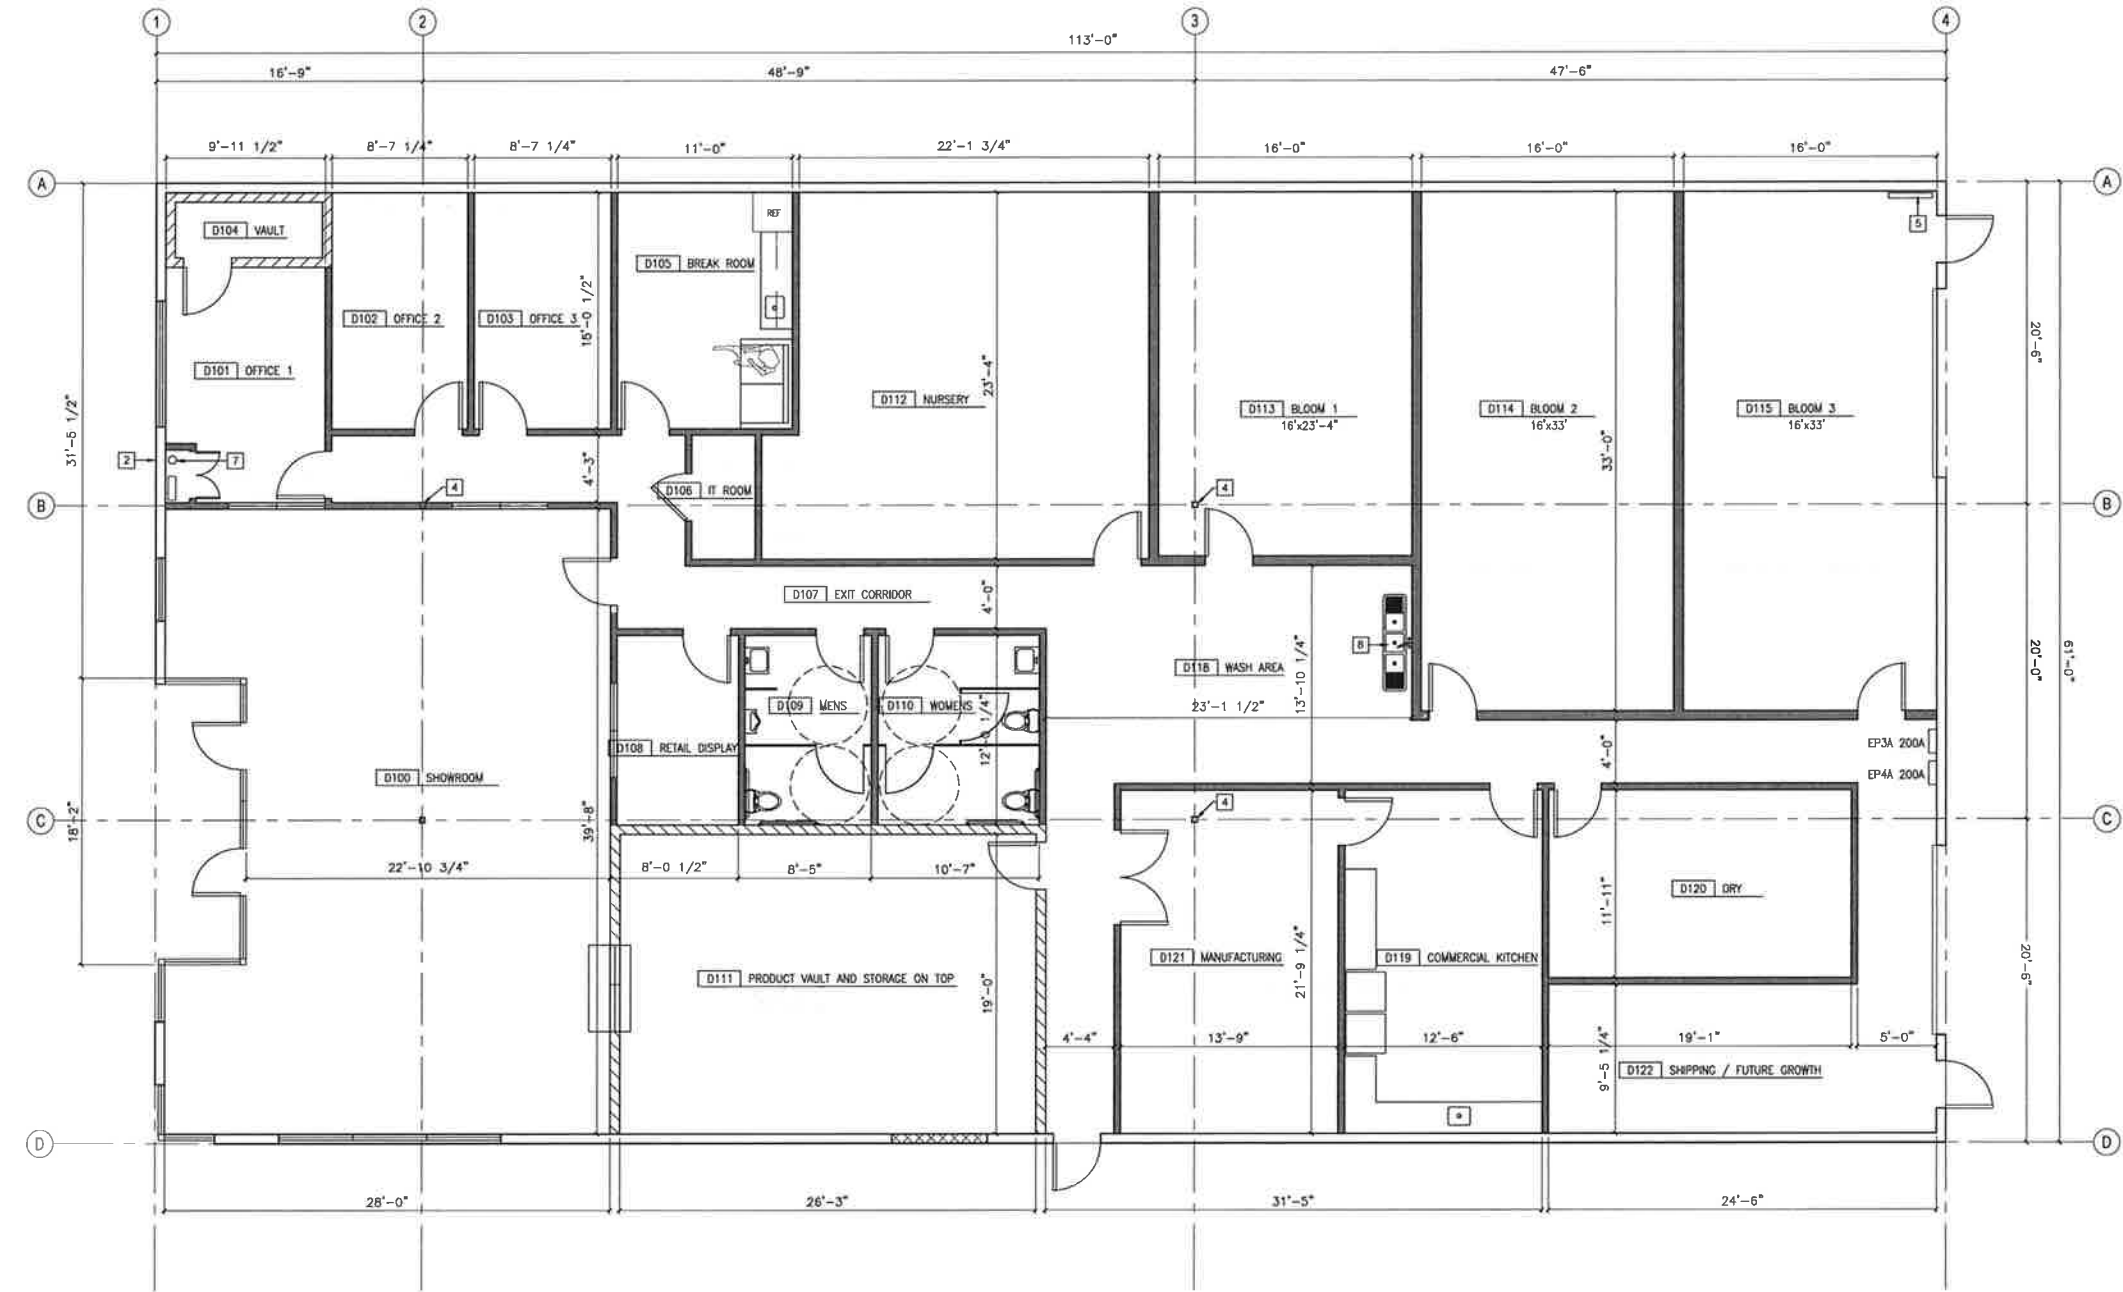 1 2 3 4
113'-0"
16'-9" 48'-9" 47'-6"
9'-11 1/2" 8'-7 1/4" 8'-7 1/4" 11'-0" 22'-1 3/4" 16'-0" 16'-0" 16'-0"
A A
REF
5
D104 VAULT
D105 BREAK ROOM
15'-0 1/2"
D102 OFFICE 2
D103 OFFICE 3
20'-6"
D101 OFFICE 1
23'-4"
D112 NURSERY
D113 BLOOM 1
16'x23'-4"
D114 BLOOM 2
16'x33'
D115 BLOOM 3
16'x33'
31'-5 1/2"
2 7
4'-3"
33'-0"
4
D106 IT ROOM
4
B B
D107 EXIT CORRIDOR
4'-0"
8
13'-10 1/4"
D118 WASH AREA
20'-0"
61'-0"
D109 MENS
D110 WOMENS
23'-1 1/2"
12'- 1/4"
D108 RETAIL DISPLAY
4'-0"
EP3A 200A
EP4A 200A
D100 SHOWROOM
18'-2"
39'-8"
4
C C
22'-10 3/4" 8'-0 1/2" 8'-5" 10'-7"
11'-11"
D120 DRY
D121 MANUFACTURING
D119 COMMERCIAL KITCHEN
21'-9 1/4"
20'-6"
D111 PRODUCT VAULT AND STORAGE ON TOP
19'-0"
4'-4" 13'-9" 12'-6" 19'-1" 5'-0"
9'-5 1/4"
D122 SHIPPING / FUTURE GROWTH
D D
28'-0" 26'-3" 31'-5" 24'-6"